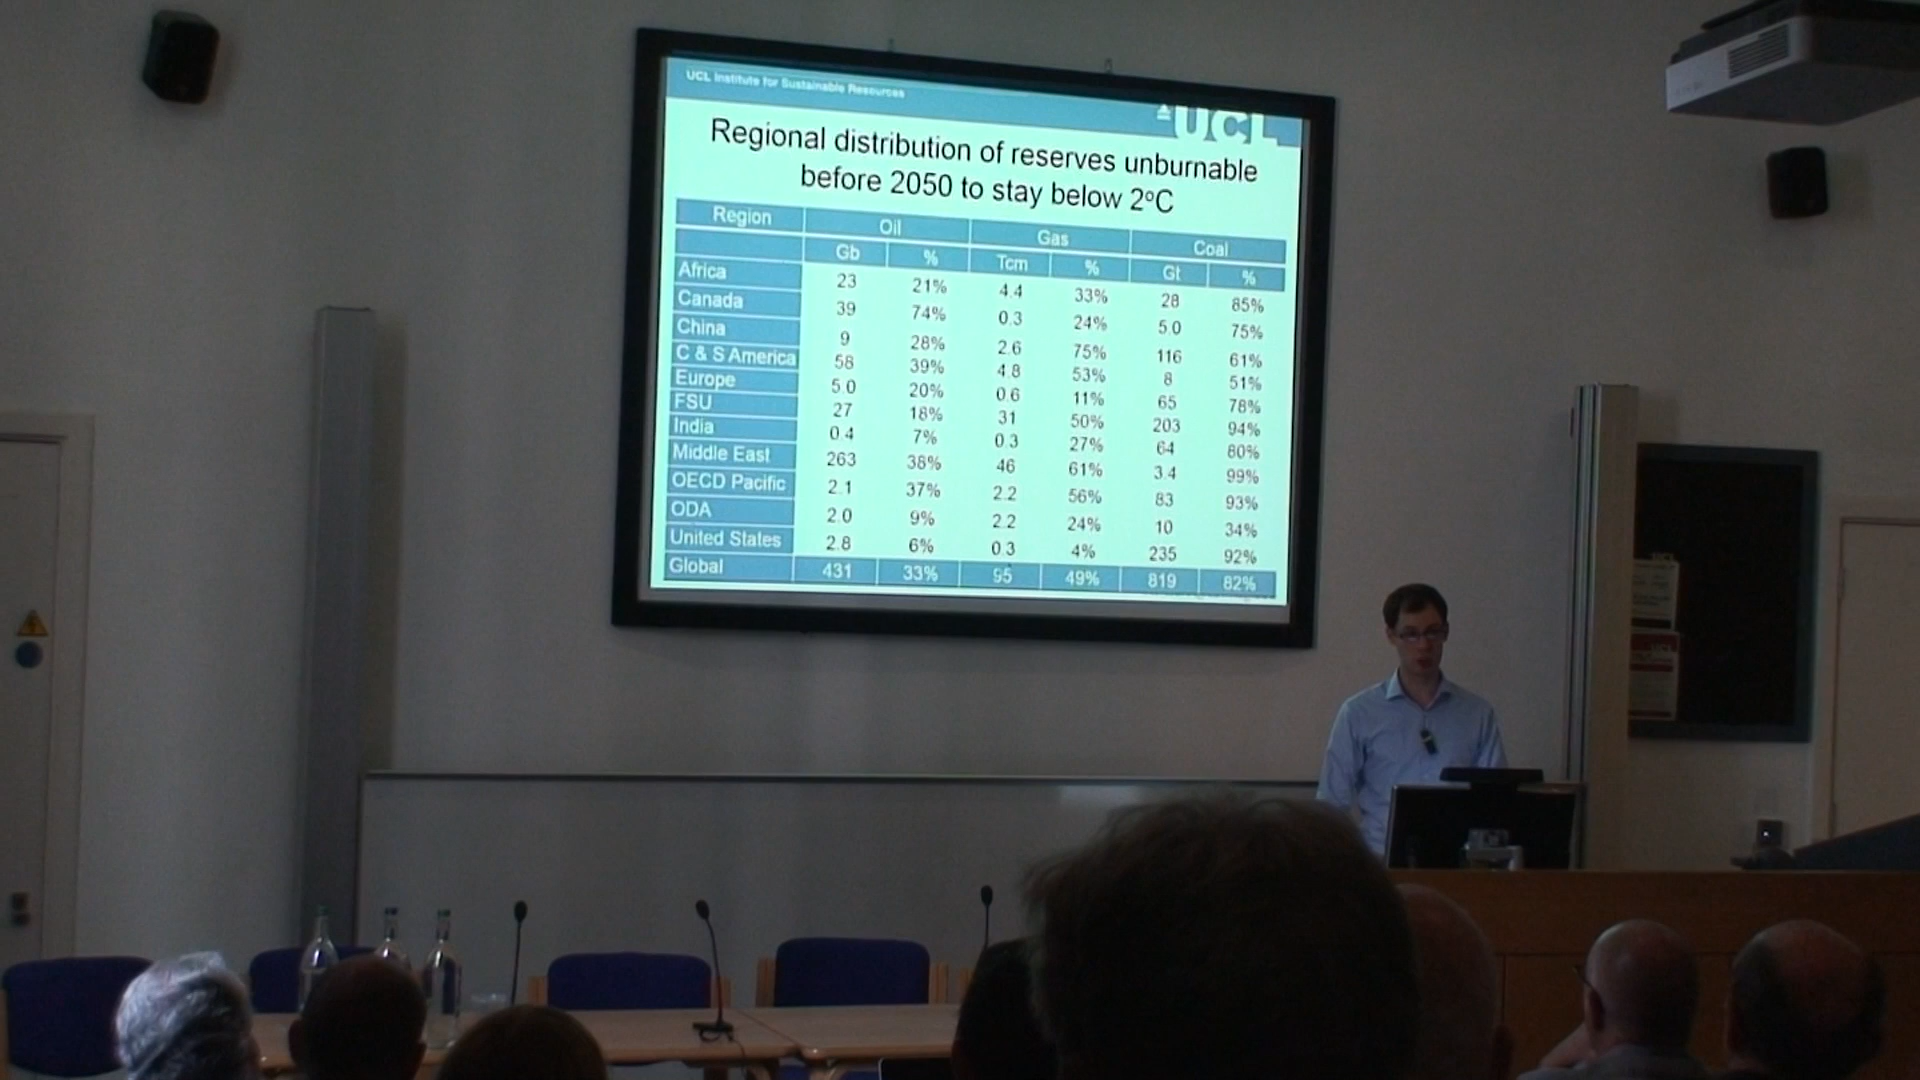 UCL Institute for Sustainable Resources
UCL
Regional distribution of reserves unburnable
before 2050 to stay below 2ºC
Region Oil Gas Coal
Gb % Tcm % Gt %
Africa 23 21% 4.4 33% 28 85%
Canada 39 74% 0.3 24% 5.0 75%
China 9 28% 2.6 75% 116 61%
C & S America 58 39% 4.8 53% 8 51%
Europe 5.0 20% 0.6 11% 65 78%
FSU 27 18% 31 50% 203 94%
India 0.4 7% 0.3 27% 64 80%
Middle East 263 38% 46 61% 3.4 99%
OECD Pacific 2.1 37% 2.2 56% 83 93%
ODA 2.0 9% 2.2 24% 10 34%
United States 2.8 6% 0.3 4% 235 92%
Global 431 33% 95 49% 819 82%